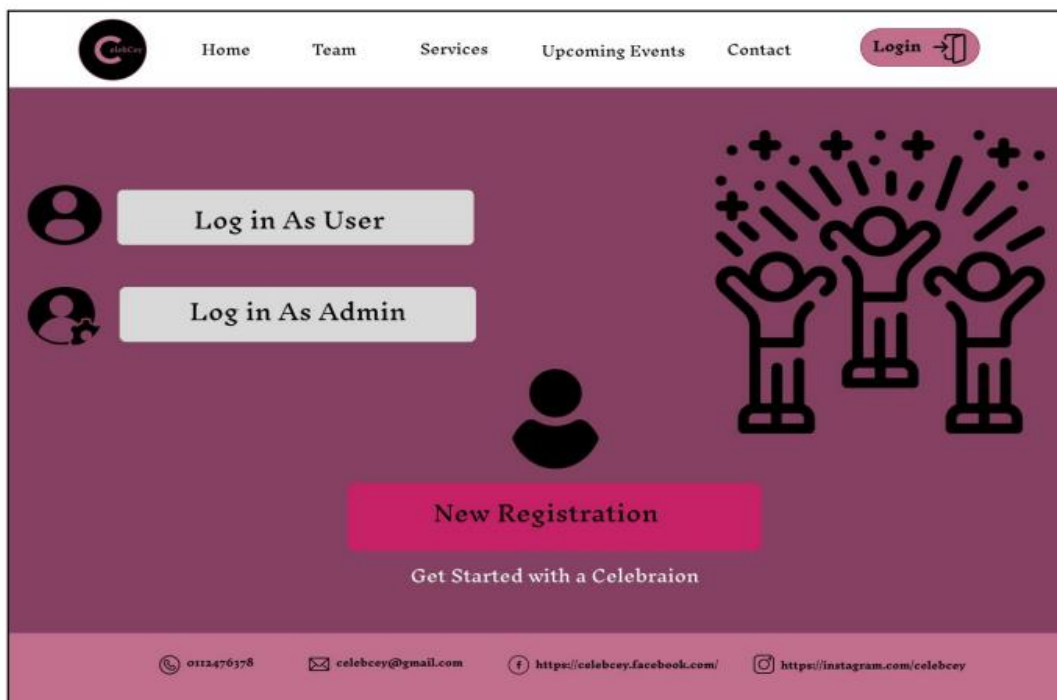 CelebCey
Home Team Services Upcoming Events Contact Login
Log in As User
Log in As Admin
New Registration
Get Started with a Celebraion
0112476378 celebcey@gmail.com https://celebcey.facebook.com/ https://instagram.com/celebcey